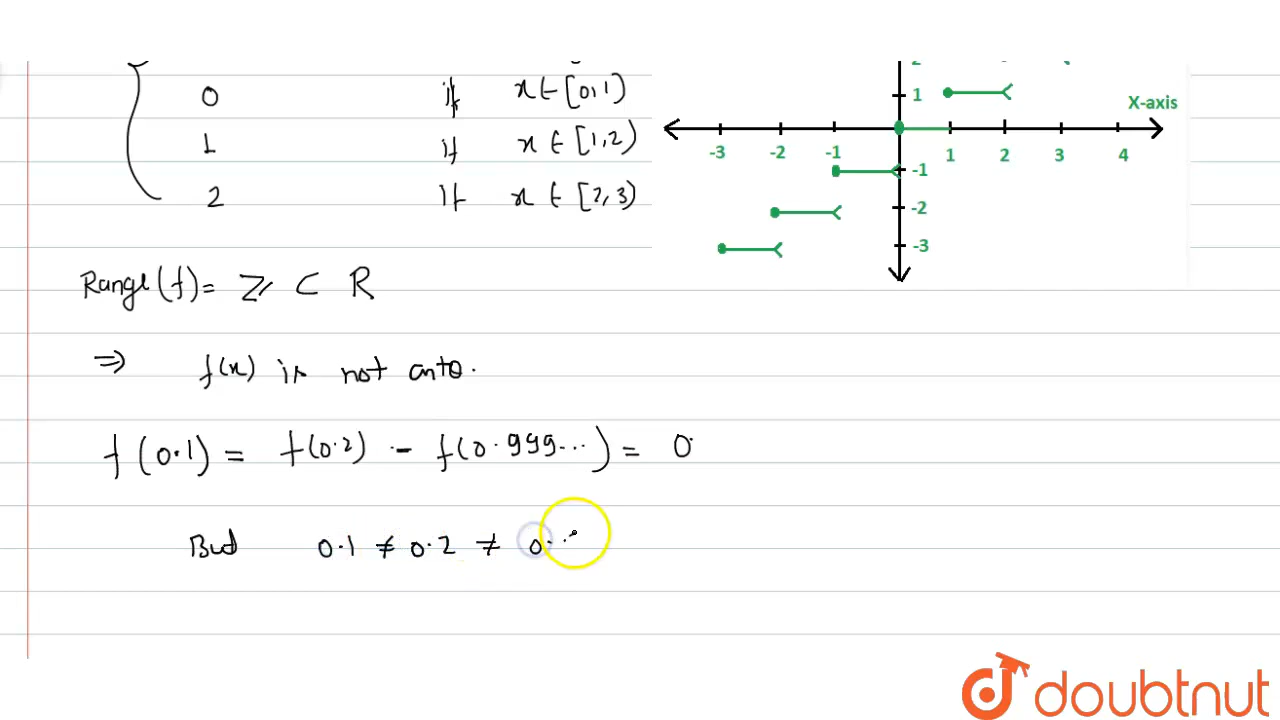 0 if x ∈ [0,1)
1 if x ∈ [1,2)
2 if x ∈ [2,3)
2
1
X-axis
-3 -2 -1 1 2 3 4
-1
-2
-3
Range(f) = ℤ ⊂ R
⇒ f(x) is not onto.
f(0.1) = f(0.2) -- f(0.999...) = 0.
But 0.1 ≠ 0.2 ≠ 0.
doubtnut